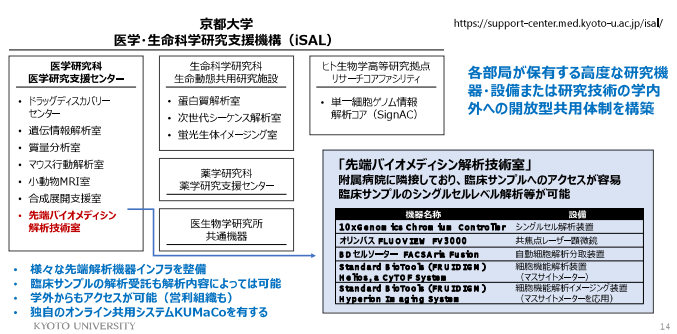 京都大学
医学・生命科学研究支援機構（iSAL）
https://support-center.med.kyoto-u.ac.jp/isal/
医学研究科
医学研究支援センター
• ドラッグディスカバリー
センター
• 遺伝情報解析室
• 質量分析室
• マウス行動解析室
• 小動物MRI室
• 合成展開支援室
• 先端バイオメディシン
解析技術室
生命科学研究科
生命動態共用研究施設
• 蛋白質解析室
• 次世代シーケンス解析室
• 蛍光生体イメージング室
薬学研究科
薬学研究支援センター
医生物学研究所
共通機器
ヒト生物学高等研究拠点
リサーチコアファシリティ
• 単一細胞ゲノム情報
解析コア（SignAC）
各部局が保有する高度な研究機
器・設備または研究技術の学内
外への開放型共用体制を構築
「先端バイオメディシン解析技術室」
附属病院に隣接しており、臨床サンプルへのアクセスが容易
臨床サンプルのシングルセルレベル解析等が可能
機器名称 設備
10xGenomics Chromium Controller シングルセル解析装置
オリンパス FLUOVIEW FV3000 共焦点レーザー顕微鏡
BDセルソーター FACSAria Fusion 自動細胞解析分取装置
Standard BioTools (FRUIDIGM)
Helios, a CyTOF System 細胞機能解析装置
（マスサイトメーター）
Standard BioTools (FRUIDIGM)
Hyperion Imaging System 細胞機能解析イメージング装置
（マスサイトメータを応用）
• 様々な先端解析機器インフラを整備
• 臨床サンプルの解析受託も解析内容によっては可能
• 学外からもアクセスが可能（営利組織も）
• 独自のオンライン共用システムKUMaCoを有する
KYOTO UNIVERSITY
14